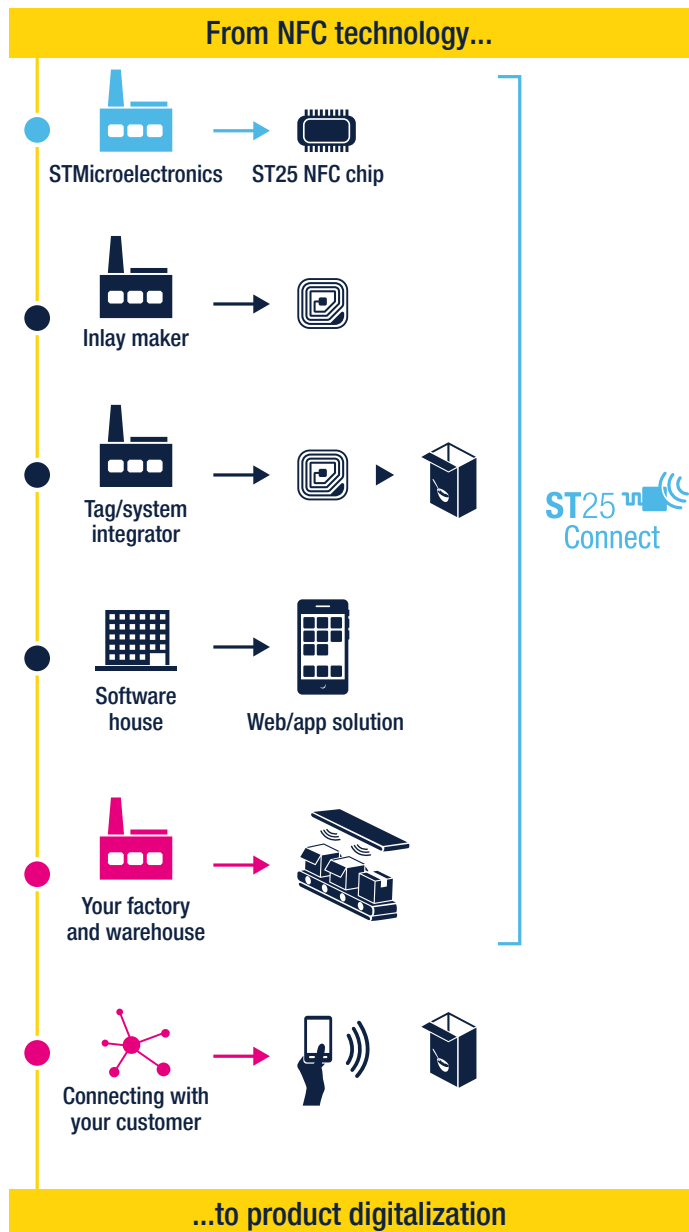 From NFC technology...
STMicroelectronics
ST25 NFC chip
Inlay maker
Tag/system
integrator
ST25
Connect
Software
house
Web/app solution
Your factory
and warehouse
Connecting with
your customer
...to product digitalization